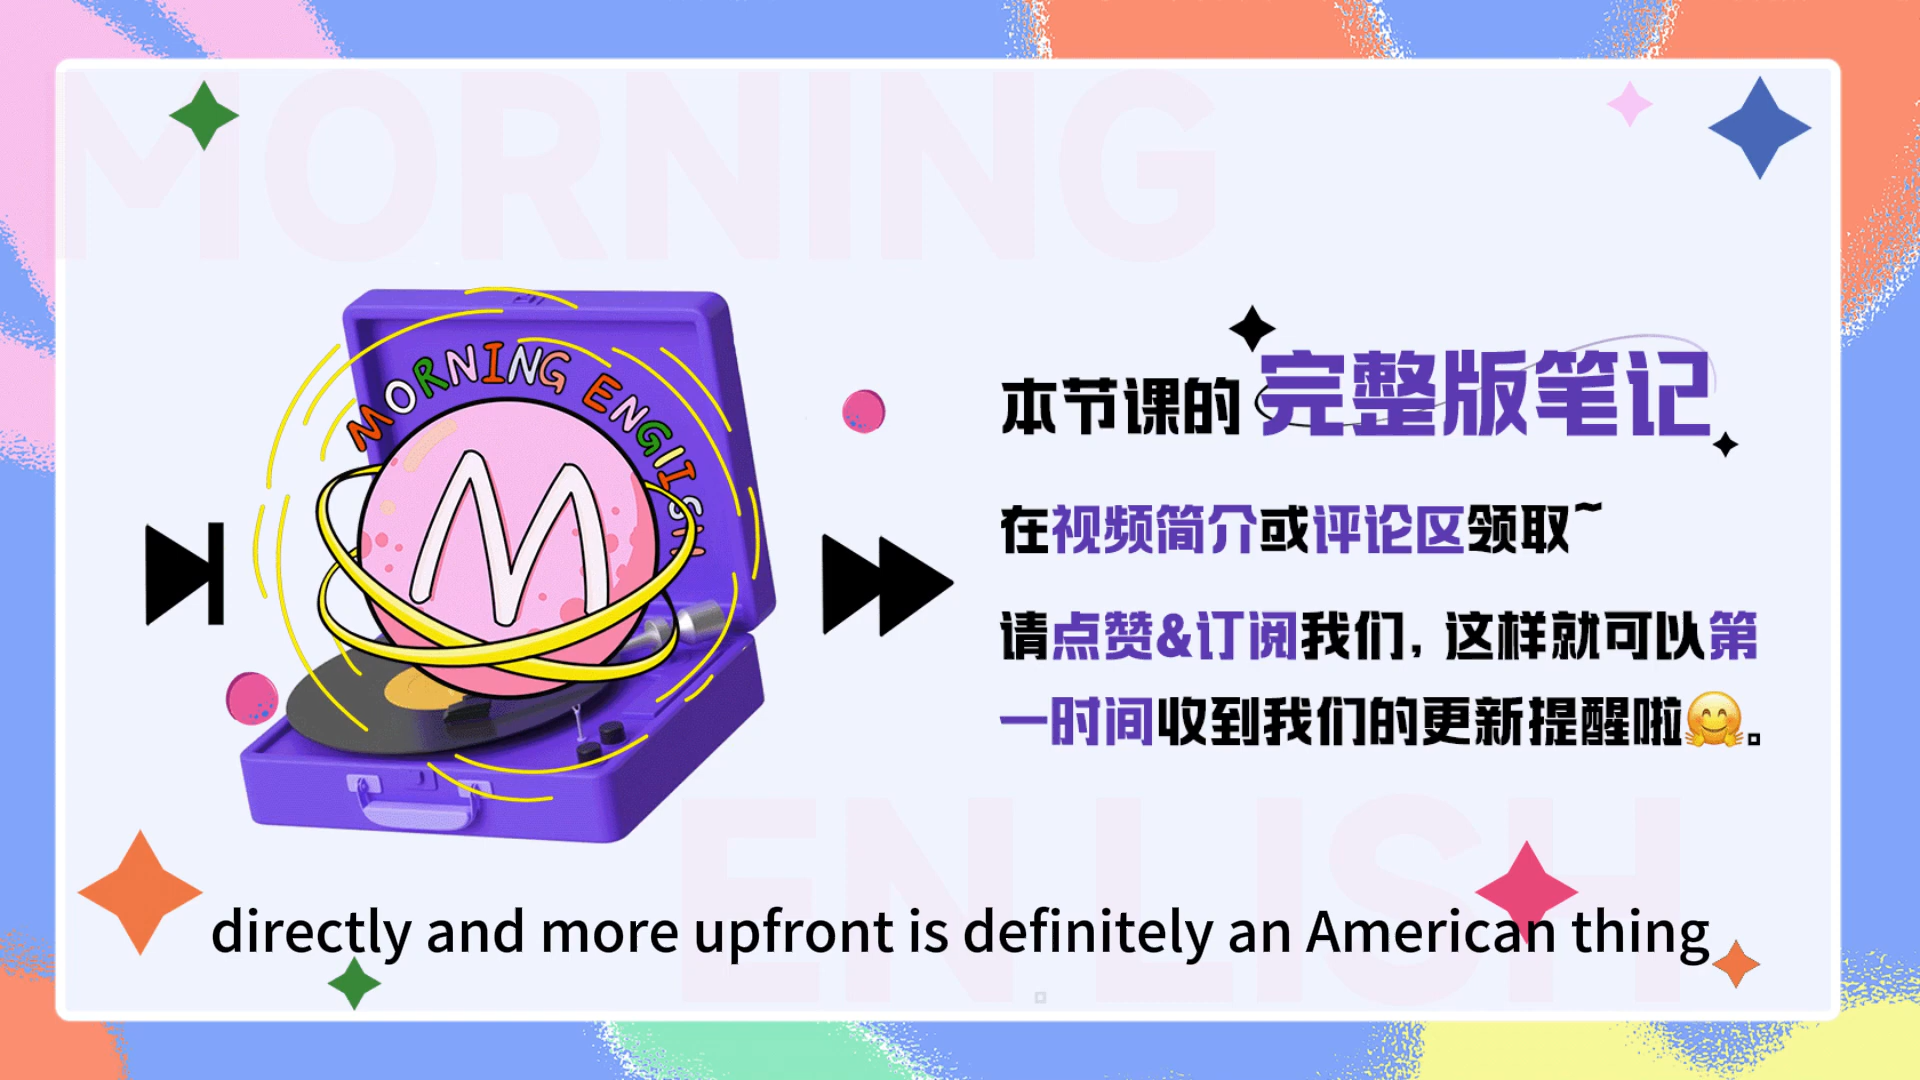 MORNING
MORNING ENGlISH
M
本节课的完整版笔记
在视频简介或评论区领取~
请点赞&订阅我们，这样就可以第
一时间收到我们的更新提醒啦🤗。
EN LISH
directly and more upfront is definitely an American thing